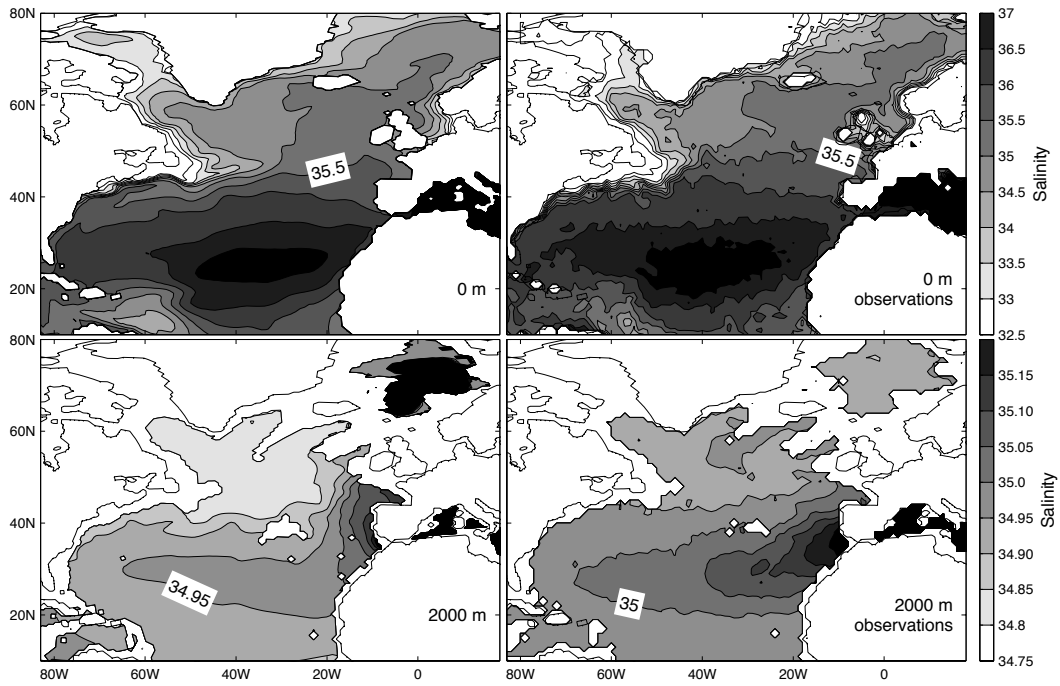 80N
60N
40N
20N
35.5
0 m
35.5
0 m
observations
37
36.5
36
35.5
35
34.5
34
33.5
33
32.5
Salinity
80N
60N
40N
20N
34.95
2000 m
35
2000 m
observations
35.15
35.10
35.05
35.0
34.95
34.90
34.85
34.8
34.75
Salinity
80W 60W 40W 20W 0
80W 60W 40W 20W 0